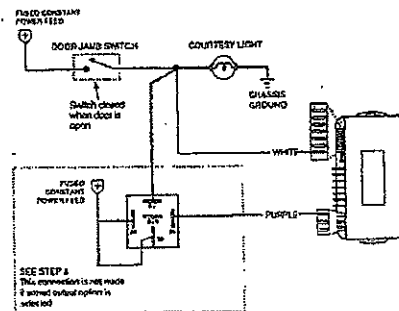 FUSED CONSTANT
POWER FEED
DOOR JAMB SWITCH
COURTESY LIGHT
Switch closed
when door is
open
CHASSIS
GROUND
WHITE
FUSED
CONSTANT
POWER FEED
PURPLE
SEE STEP
This connection is not made
if output option is
selected